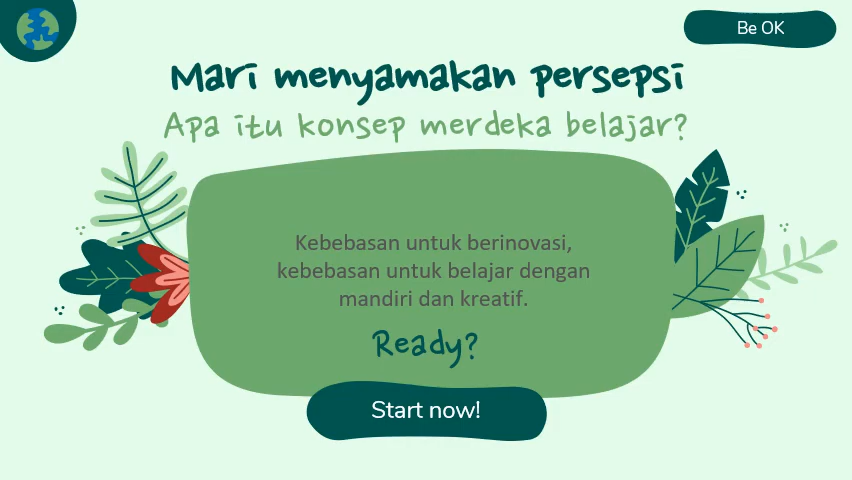 Be OK
Mari menyamakan persepsi
Apa itu konsep merdeka belajar?
Kebebasan untuk berinovasi,
kebebasan untuk belajar dengan
mandiri dan kreatif.
Ready?
Start now!